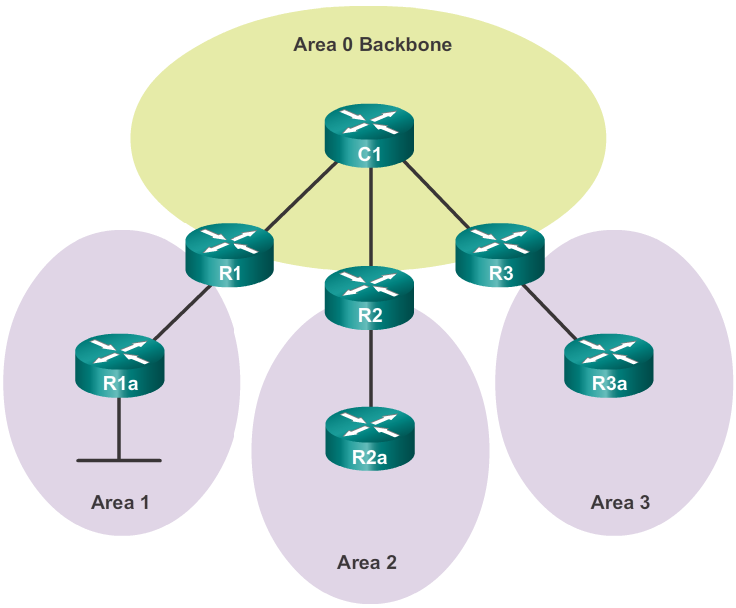 Area 0 Backbone
C1
R1
R3
R2
R1a
R3a
R2a
Area 1
Area 3
Area 2